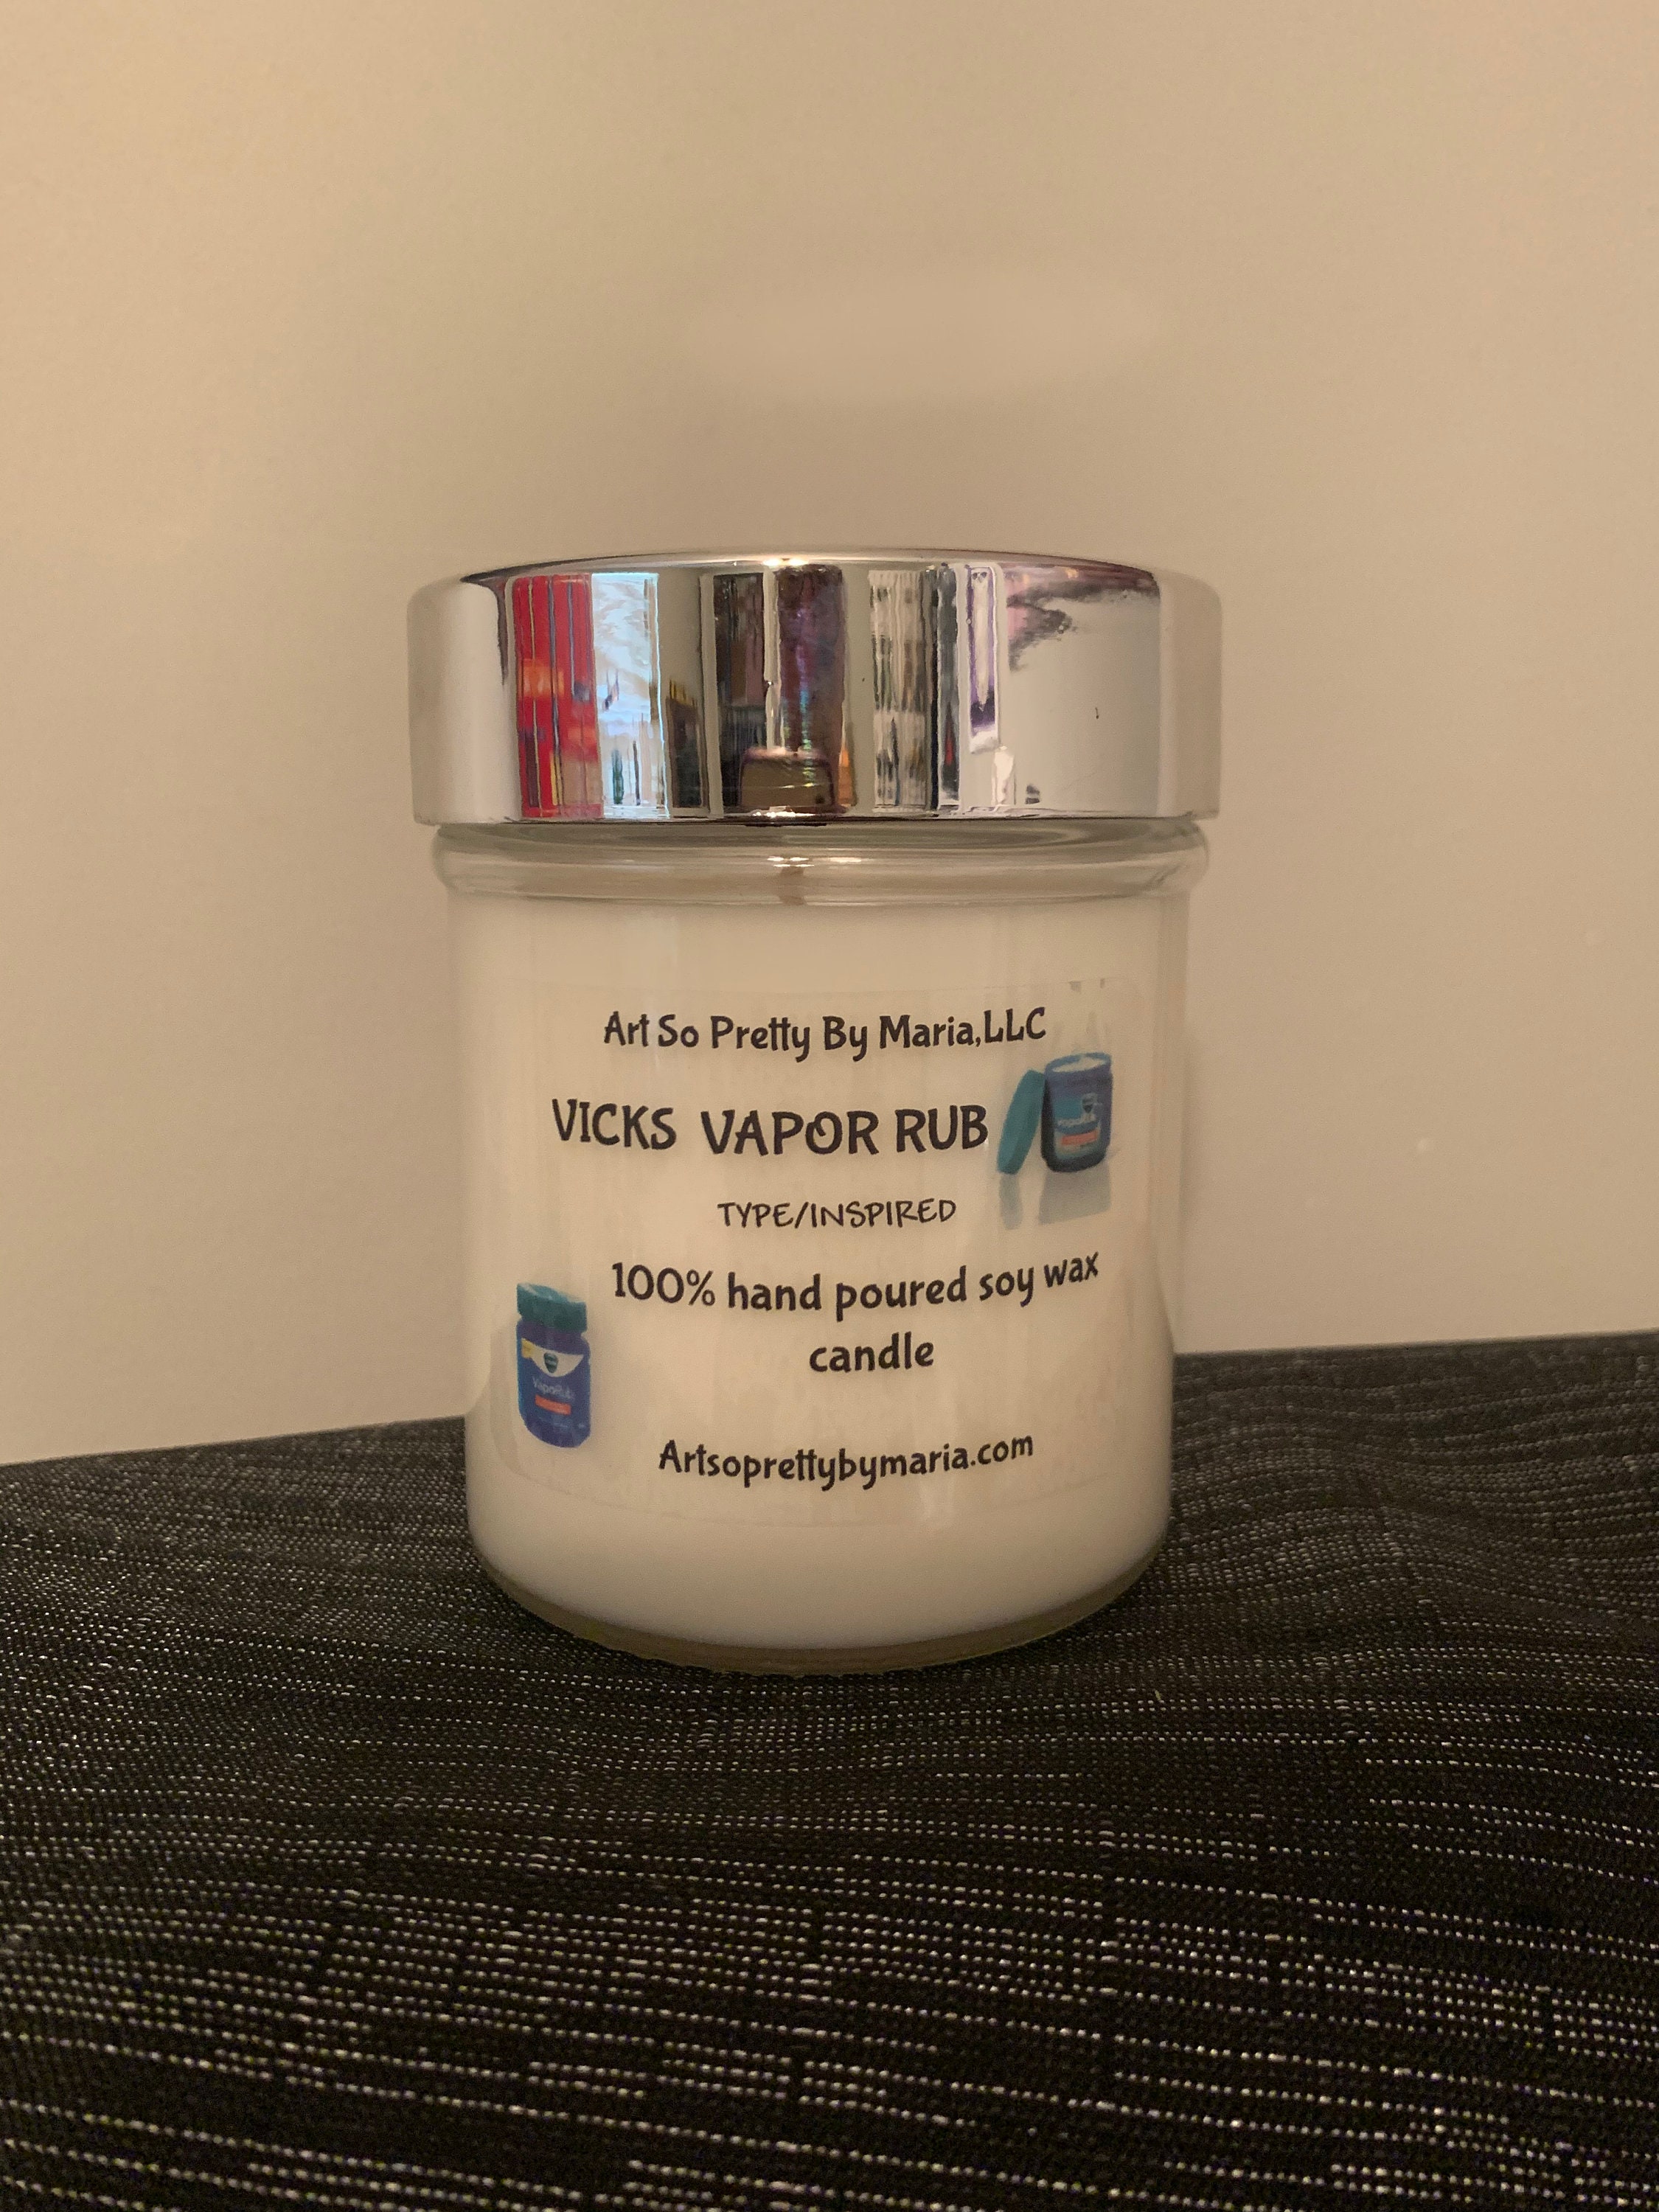 Art So Pretty By Maria,LLC
VICKS VAPOR RUB
TYPE/INSPIRED
100% hand poured soy wax
candle
VapoRub
Artsoprettybymaria.com